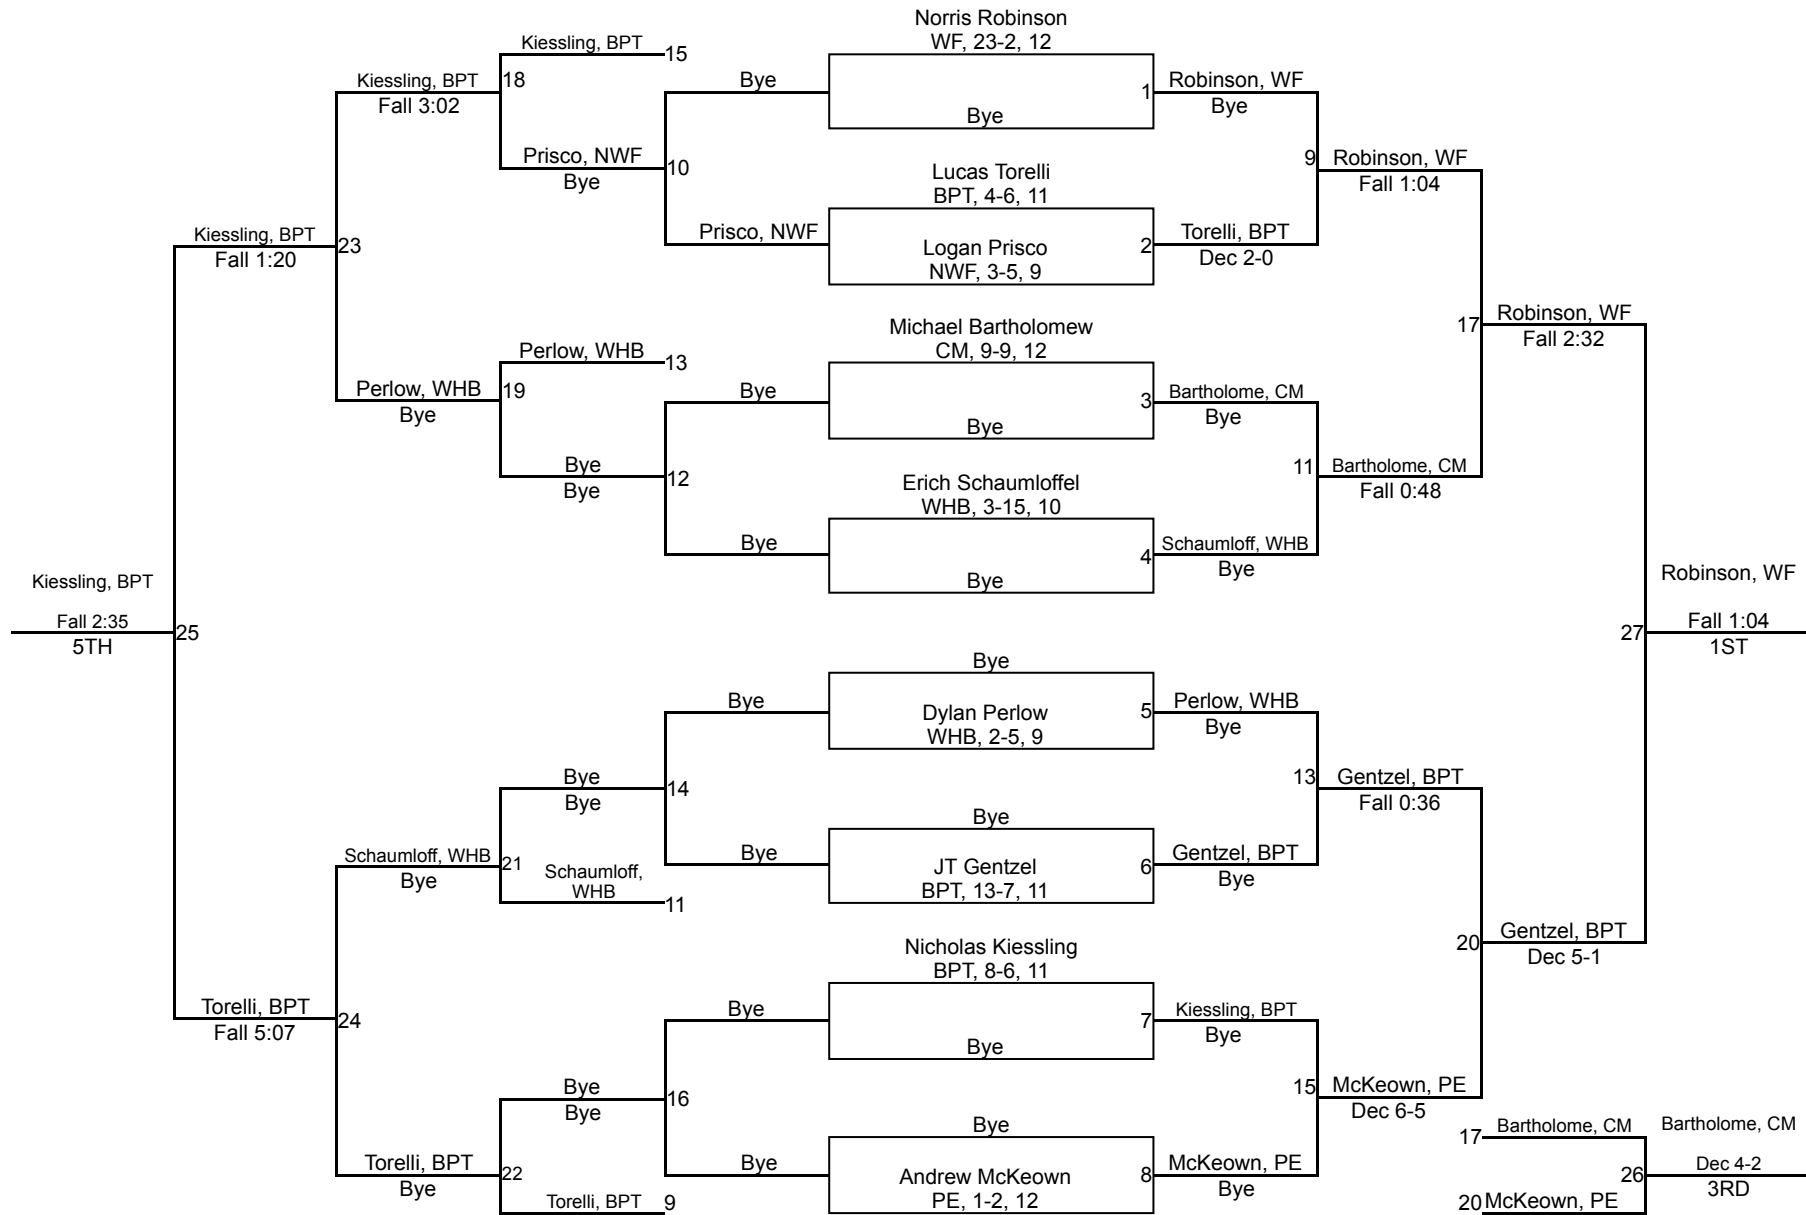 Norris Robinson
WF, 23-2, 12
Kiessling, BPT
15
18
Kiessling, BPT
Fall 3:02
Bye
1
Robinson, WF
Bye
Bye
Prisco, NWF
10
Bye
9
Robinson, WF
Fall 1:04
Lucas Torelli
BPT, 4-6, 11
Prisco, NWF
Logan Prisco
NWF, 3-5, 9
2
Torelli, BPT
Dec 2-0
Kiessling, BPT
23
Fall 1:20
17
Robinson, WF
Fall 2:32
Michael Bartholomew
CM, 9-9, 12
Perlow, WHB
13
Perlow, WHB
19
Bye
Bye
3
Bartholome, CM
Bye
Bye
Bye
12
Bye
11
Bartholome, CM
Fall 0:48
Erich Schaumloffel
WHB, 3-15, 10
Bye
4
Schaumloff, WHB
Bye
Bye
Kiessling, BPT
Fall 2:35
25
5TH
Robinson, WF
27
Fall 1:04
1ST
Bye
Bye
Dylan Perlow
WHB, 2-5, 9
5
Perlow, WHB
Bye
Bye
14
Bye
13
Gentzel, BPT
Fall 0:36
Bye
Schaumloff, WHB
21
Bye
Schaumloff,
WHB
11
Bye
JT Gentzel
BPT, 13-7, 11
6
Gentzel, BPT
Bye
20
Gentzel, BPT
Dec 5-1
Nicholas Kiessling
BPT, 8-6, 11
Torelli, BPT
24
Fall 5:07
Bye
7
Kiessling, BPT
Bye
Bye
Bye
16
Bye
15
McKeown, PE
Dec 6-5
Bye
Torelli, BPT
22
Bye
Torelli, BPT
9
Bye
Andrew McKeown
PE, 1-2, 12
8
McKeown, PE
Bye
17
Bartholome, CM
Bartholome, CM
26
Dec 4-2
3RD
20
McKeown, PE